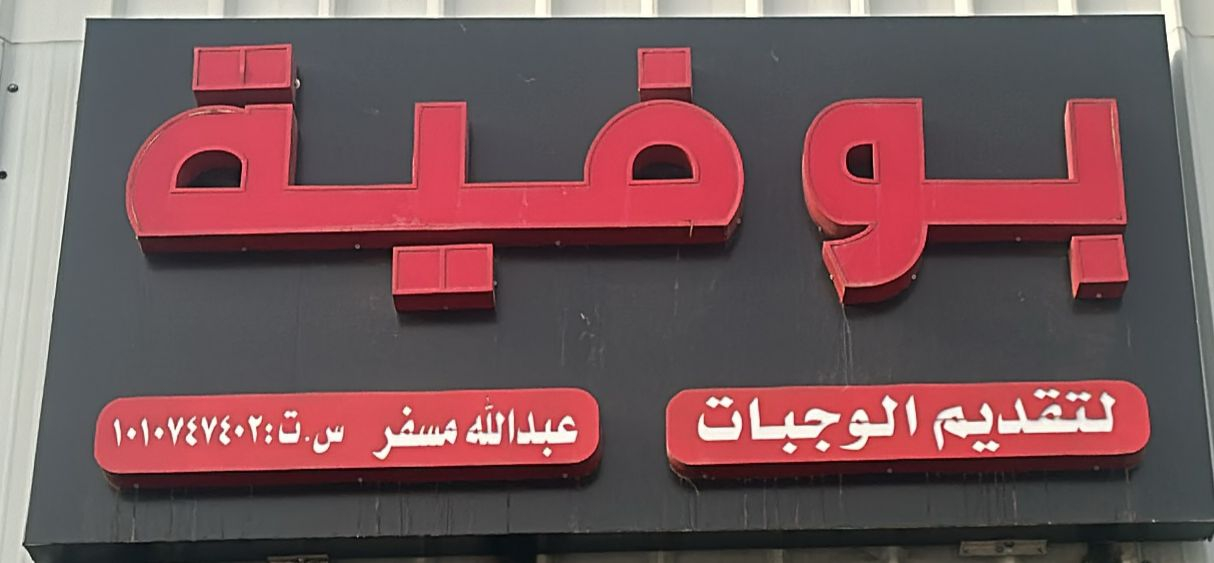 بوفية
لتقديم الوجبات
عبدالله مسفر س.ت: ١٠١٠٧٤٧٤٠٢